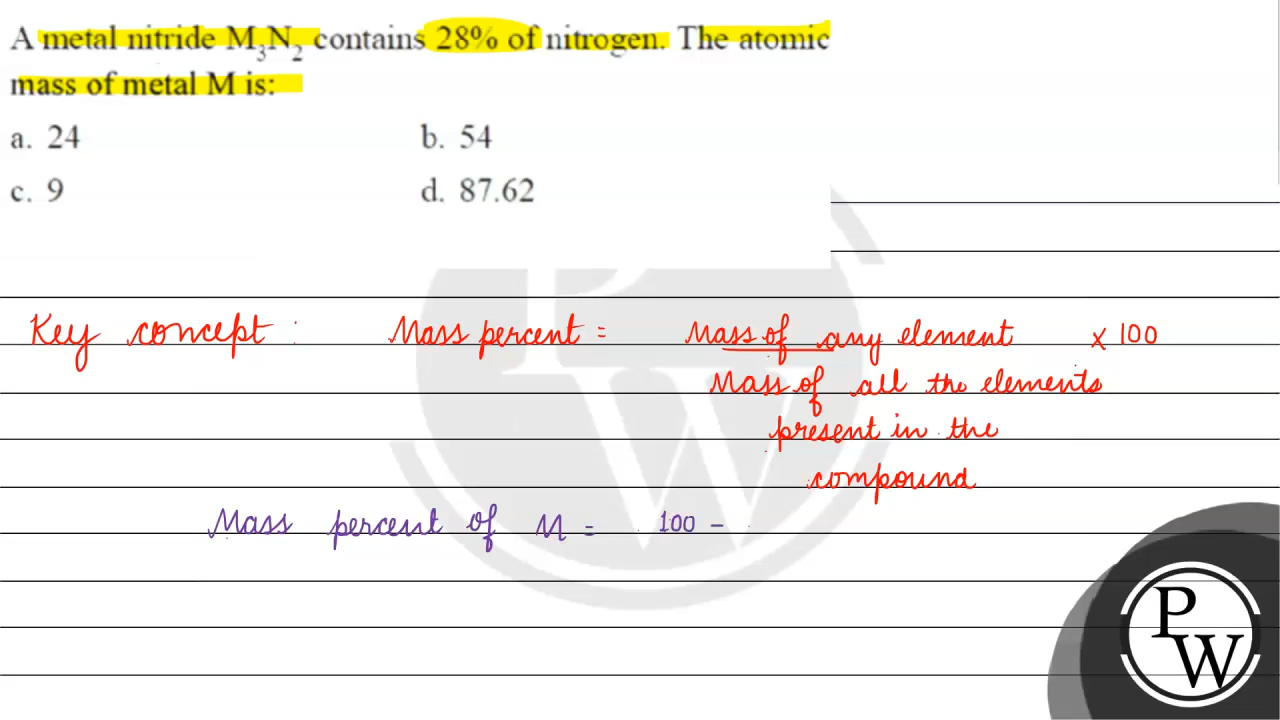 A metal nitride M₃N₂ contains 28% of nitrogen. The atomic
mass of metal M is:
a. 24 b. 54
c. 9 d. 87.62
Key concept : Mass percent = Mass of any element × 100
Mass of all the elements
present in the
compound
Mass percent of M = 100 -
P
W